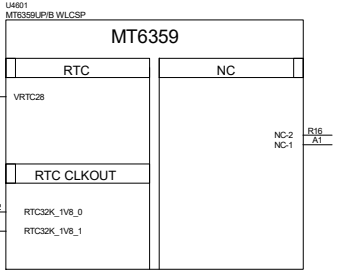 U4601
MT6359UP/B WLCSP
MT6359
RTC
NC
VRTC28
NC-2 R16
NC-1 A1
RTC CLKOUT
RTC32K_1V8_0
RTC32K_1V8_1